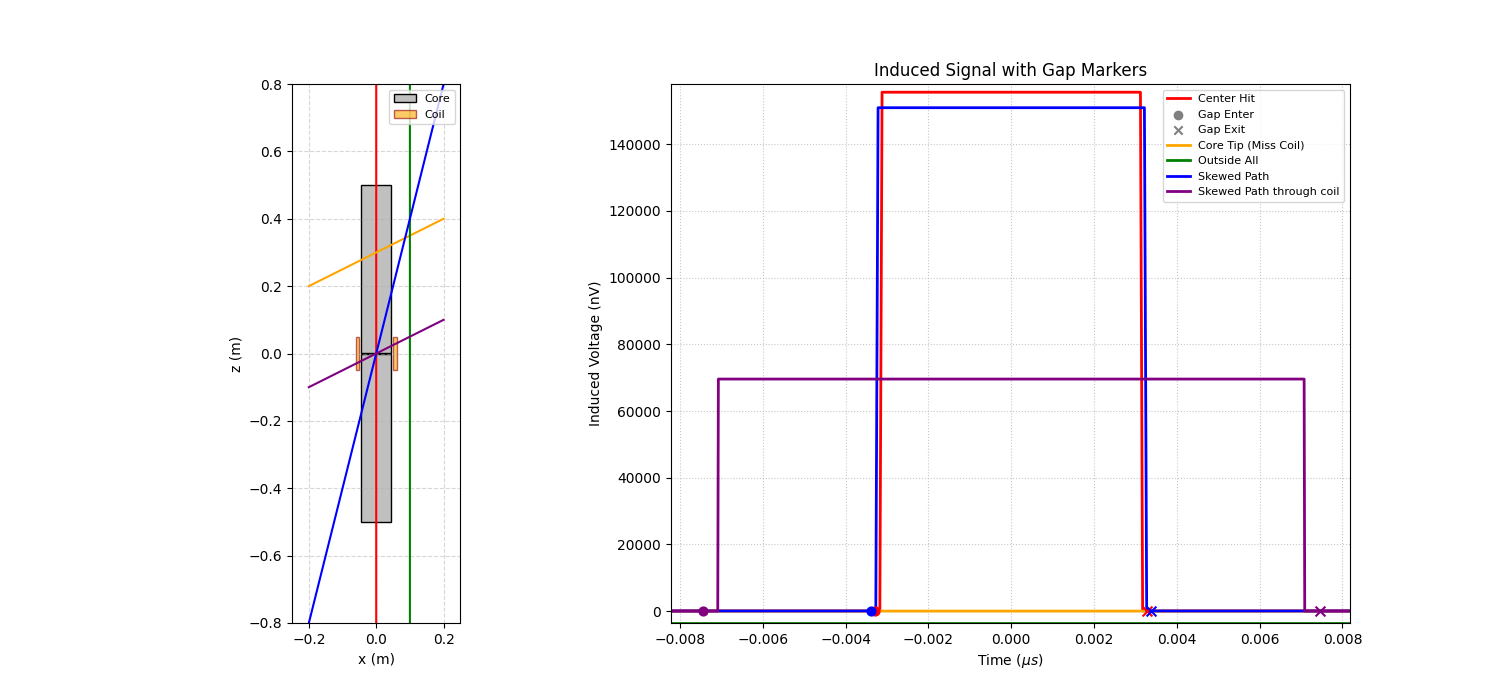 0.8
0.6
0.4
0.2
0.0
−0.2
−0.4
−0.6
−0.8
z (m)
−0.2 0.0 0.2
x (m)
Core
Coil
Induced Signal with Gap Markers
140000
120000
100000
80000
60000
40000
20000
0
Induced Voltage (nV)
−0.008 −0.006 −0.004 −0.002 0.000 0.002 0.004 0.006 0.008
Time (μs)
Center Hit
Gap Enter
Gap Exit
Core Tip (Miss Coil)
Outside All
Skewed Path
Skewed Path through coil